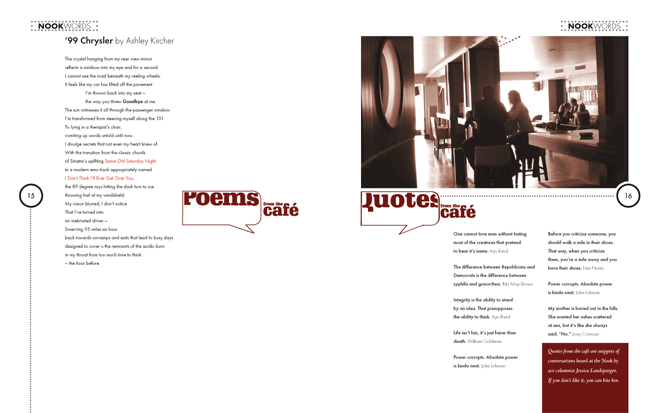 NOOKWORDS
'99 Chrysler by Ashley Kircher
The crystal hanging from my rear view mirror
reflects a rainbow into my eye and for a second
I cannot see the road beneath my reeling wheels.
It feels like my car has lifted off the pavement
I'm thrown back into my seat –
the way you threw Goodbye at me.
The sun witnesses it all through the passenger window.
I'm transformed from steering myself along the 101
To lying in a therapist's chair,
vomiting up words untold until now.
I divulge secrets that not even my heart knew of.
With the transition from the classic chords
of Sinatra's uplifting Same Old Saturday Night
to a modern emo track appropriately named
I Don't Think I'll Ever Get Over You,
the 89 degree rays hitting the dash turn to ice,
throwing hail at my windshield.
My vision blurred, I don't notice
That I've turned into
an inebriated driver –
Swerving 95 miles an hour
back towards onramps and exits that lead to busy days
designed to cover u the remnants of the acidic burn
in my throat from too much time to think
– the hour before.
15
Poems from the café
NOOKWORDS
16
Quotes from the café
One cannot love man without hating
most of the creatures that pretend
to bear it's name. Ayn Rand
The difference between Republicans and
Democrats is the difference between
syphilis and gonorrhea. Rita May Brown
Integrity is the ability to stand
by an idea. That presupposes
the ability to think. Ayn Rand
Life isn't fair, it's just fairer than
death. William Goldman
Power corrupts. Absolute power
is kinda neat. John Lehman
Before you criticize someone, you
should walk a mile in their shoes.
That way, when you criticize
them, you're a mile away and you
have their shoes.
Power corrupts. Absolute power
is kinda neat. John Lehman
My mother is buried out in the hills.
She wanted her ashes scattered
at sea, but it's like she always
said, "No."
Quotes from the café are snippets of
conversations heard at the Nook by
ace columnist Jessica Landsparger.
If you don't like it, you can bite her.